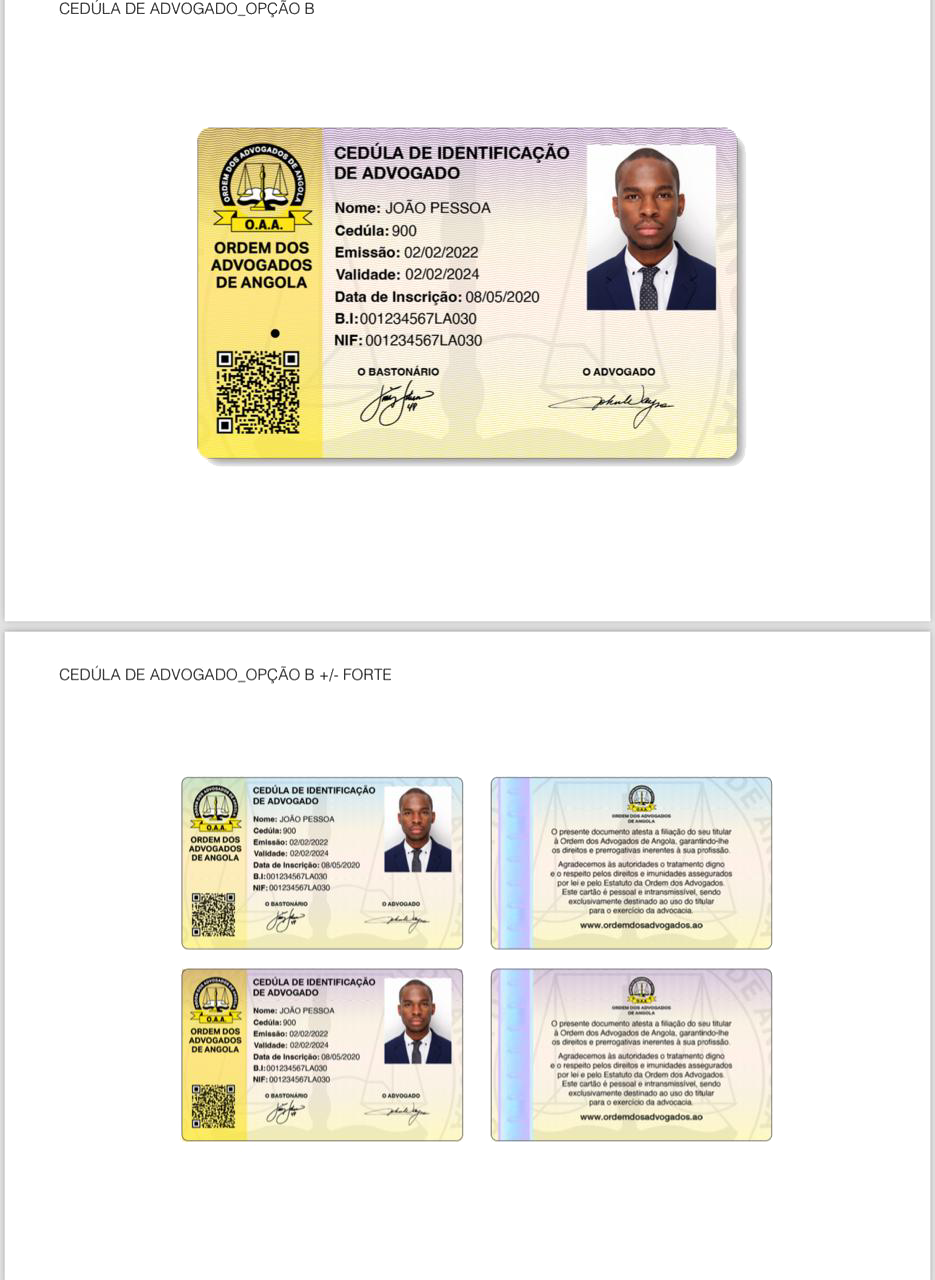 CEDÚLA DE ADVOGADO_OPÇÃO B
ORDEM DOS ADVOGADOS DE ANGOLA
O.A.A.
ORDEM DOS
ADVOGADOS
DE ANGOLA
CEDÚLA DE IDENTIFICAÇÃO
DE ADVOGADO
Nome: JOÃO PESSOA
Cedúla: 900
Emissão: 02/02/2022
Validade: 02/02/2024
Data de Inscrição: 08/05/2020
B.I:001234567LA030
NIF: 001234567LA030
O BASTONÁRIO
O ADVOGADO
CEDÚLA DE ADVOGADO_OPÇÃO B +/- FORTE
ORDEM DOS ADVOGADOS DE ANGOLA
O.A.A.
ORDEM DOS
ADVOGADOS
DE ANGOLA
CEDÚLA DE IDENTIFICAÇÃO
DE ADVOGADO
Nome: JOÃO PESSOA
Cedúla: 900
Emissão: 02/02/2022
Validade: 02/02/2024
Data de Inscrição: 08/05/2020
B.I:001234567LA030
NIF: 001234567LA030
O BASTONÁRIO
O ADVOGADO
O.A.A.
ORDEM DOS ADVOGADOS
DE ANGOLA
O presente documento atesta a filiação do seu titular
à Ordem dos Advogados de Angola, garantindo-lhe
os direitos e prerrogativas inerentes à sua profissão.
Agradecemos às autoridades o tratamento digno
e o respeito pelos direitos e imunidades assegurados
por lei e pelo Estatuto da Ordem dos Advogados.
Este cartão é pessoal e intransmissível, sendo
exclusivamente destinado ao uso do titular
para o exercício da advocacia.
www.ordemdosadvogados.ao
ORDEM DOS ADVOGADOS DE ANGOLA
O.A.A.
ORDEM DOS
ADVOGADOS
DE ANGOLA
CEDÚLA DE IDENTIFICAÇÃO
DE ADVOGADO
Nome: JOÃO PESSOA
Cedúla: 900
Emissão: 02/02/2022
Validade: 02/02/2024
Data de Inscrição: 08/05/2020
B.I:001234567LA030
NIF: 001234567LA030
O BASTONÁRIO
O ADVOGADO
O.A.A.
ORDEM DOS ADVOGADOS
DE ANGOLA
O presente documento atesta a filiação do seu titular
à Ordem dos Advogados de Angola, garantindo-lhe
os direitos e prerrogativas inerentes à sua profissão.
Agradecemos às autoridades o tratamento digno
e o respeito pelos direitos e imunidades assegurados
por lei e pelo Estatuto da Ordem dos Advogados.
Este cartão é pessoal e intransmissível, sendo
exclusivamente destinado ao uso do titular
para o exercício da advocacia.
www.ordemdosadvogados.ao